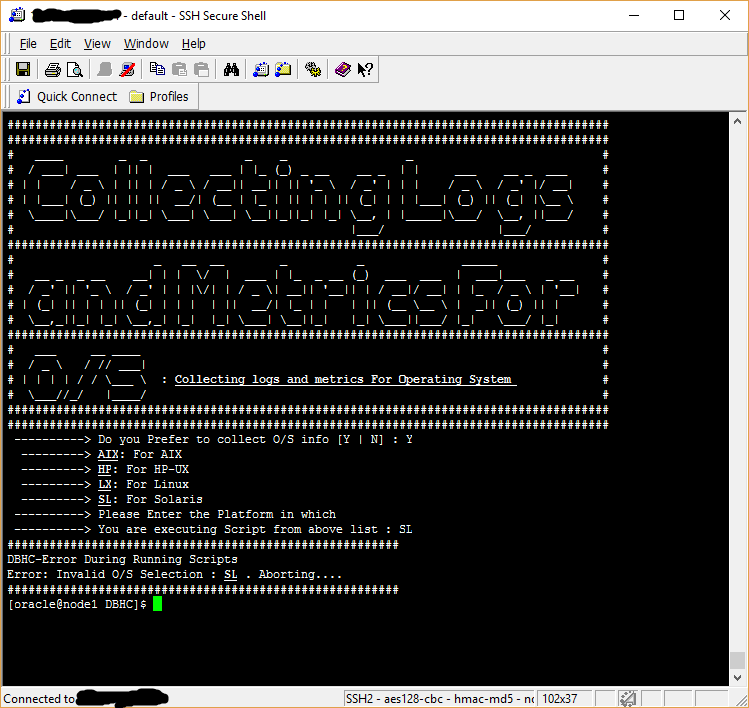 - default - SSH Secure Shell
File Edit View Window Help
Quick Connect Profiles
############################################################
############################################################
CollectingLogs
############################################################
andMetricsFor
############################################################
O/S : Collecting logs and metrics For Operating System
############################################################
############################################################
----------> Do you Prefer to collect O/S info [Y | N] : Y
----------> AIX: For AIX
----------> HP: For HP-UX
----------> LX: For Linux
----------> SL: For Solaris
----------> Please Enter the Platform in which
----------> You are executing Script from above list : SL
########################################################
DBHC-Error During Running Scripts
Error: Invalid O/S Selection : SL . Aborting....
########################################################
[oracle@node1 DBHC]$
Connected to SSH2 - aes128-cbc - hmac-md5 - 102x37